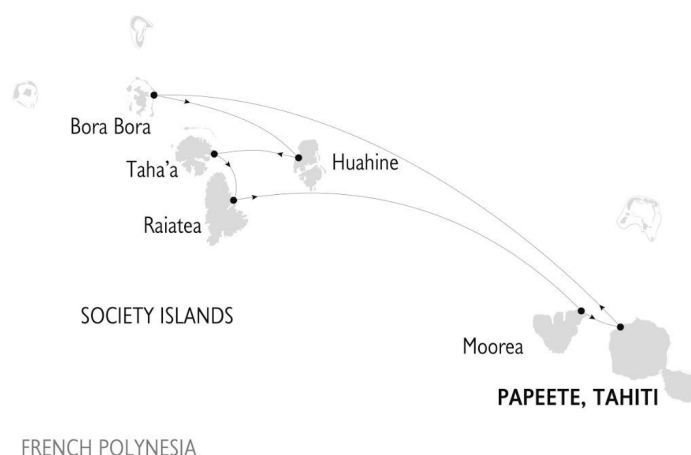 Bora Bora
Taha'a
Huahine
Raiatea
SOCIETY ISLANDS
Moorea
PAPEETE, TAHITI
FRENCH POLYNESIA